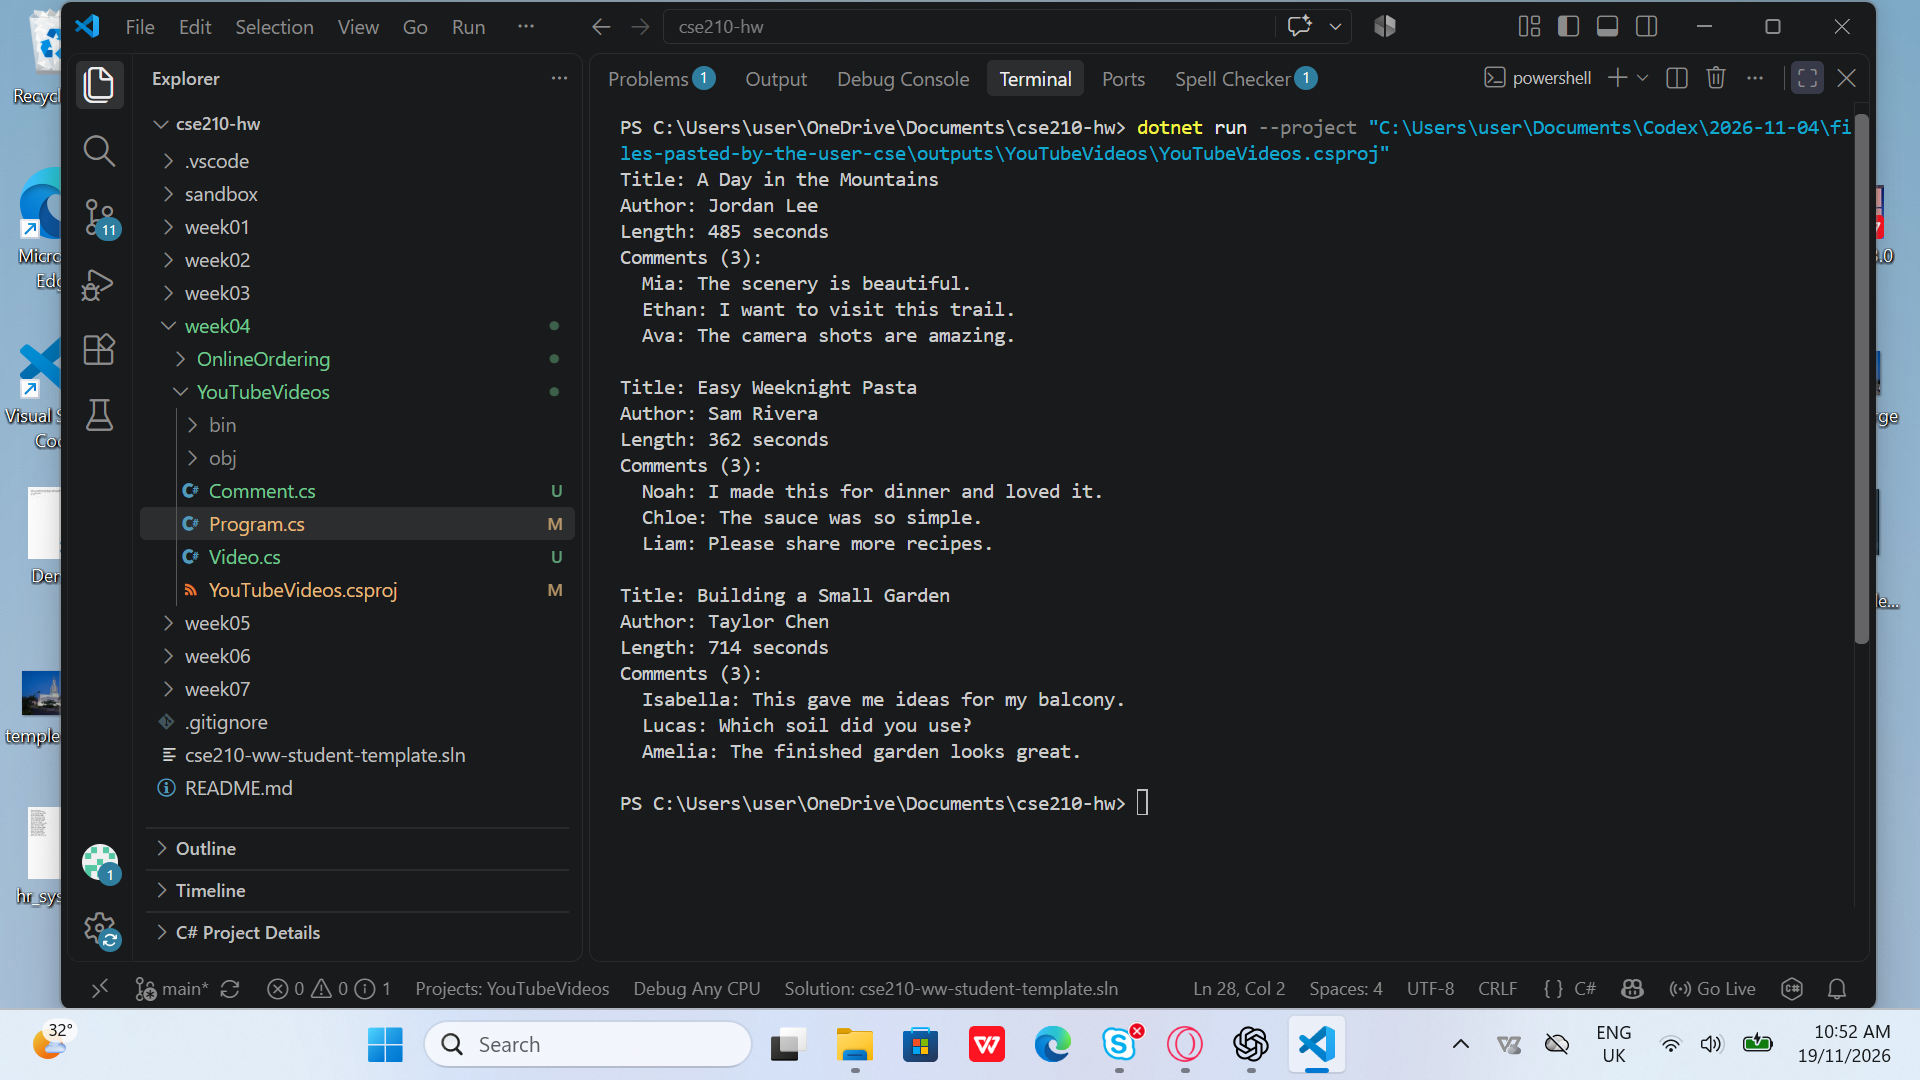 File Edit Selection View Go Run ···
cse210-hw
Explorer
cse210-hw
.vscode
sandbox
week01
week02
week03
week04
OnlineOrdering
YouTubeVideos
bin
obj
Comment.cs U
Program.cs M
Video.cs U
YouTubeVideos.csproj M
week05
week06
week07
.gitignore
cse210-ww-student-template.sln
README.md
Outline
Timeline
C# Project Details
11
1
Problems 1 Output Debug Console Terminal Ports Spell Checker 1
powershell
PS C:\Users\user\OneDrive\Documents\cse210-hw> dotnet run --project "C:\Users\user\Documents\Codex\2026-11-04\fi
les-pasted-by-the-user-cse\outputs\YouTubeVideos\YouTubeVideos.csproj"
Title: A Day in the Mountains
Author: Jordan Lee
Length: 485 seconds
Comments (3):
Mia: The scenery is beautiful.
Ethan: I want to visit this trail.
Ava: The camera shots are amazing.
Title: Easy Weeknight Pasta
Author: Sam Rivera
Length: 362 seconds
Comments (3):
Noah: I made this for dinner and loved it.
Chloe: The sauce was so simple.
Liam: Please share more recipes.
Title: Building a Small Garden
Author: Taylor Chen
Length: 714 seconds
Comments (3):
Isabella: This gave me ideas for my balcony.
Lucas: Which soil did you use?
Amelia: The finished garden looks great.
PS C:\Users\user\OneDrive\Documents\cse210-hw>
main* 0 0 1 Projects: YouTubeVideos Debug Any CPU Solution: cse210-ww-student-template.sln Ln 28, Col 2 Spaces: 4 UTF-8 CRLF { } C# Go Live
Recycl
Micro
Edg
Visual S
Coo
Der
temple
hr_sys
32°
Search
ENG
UK
10:52 AM
19/11/2026